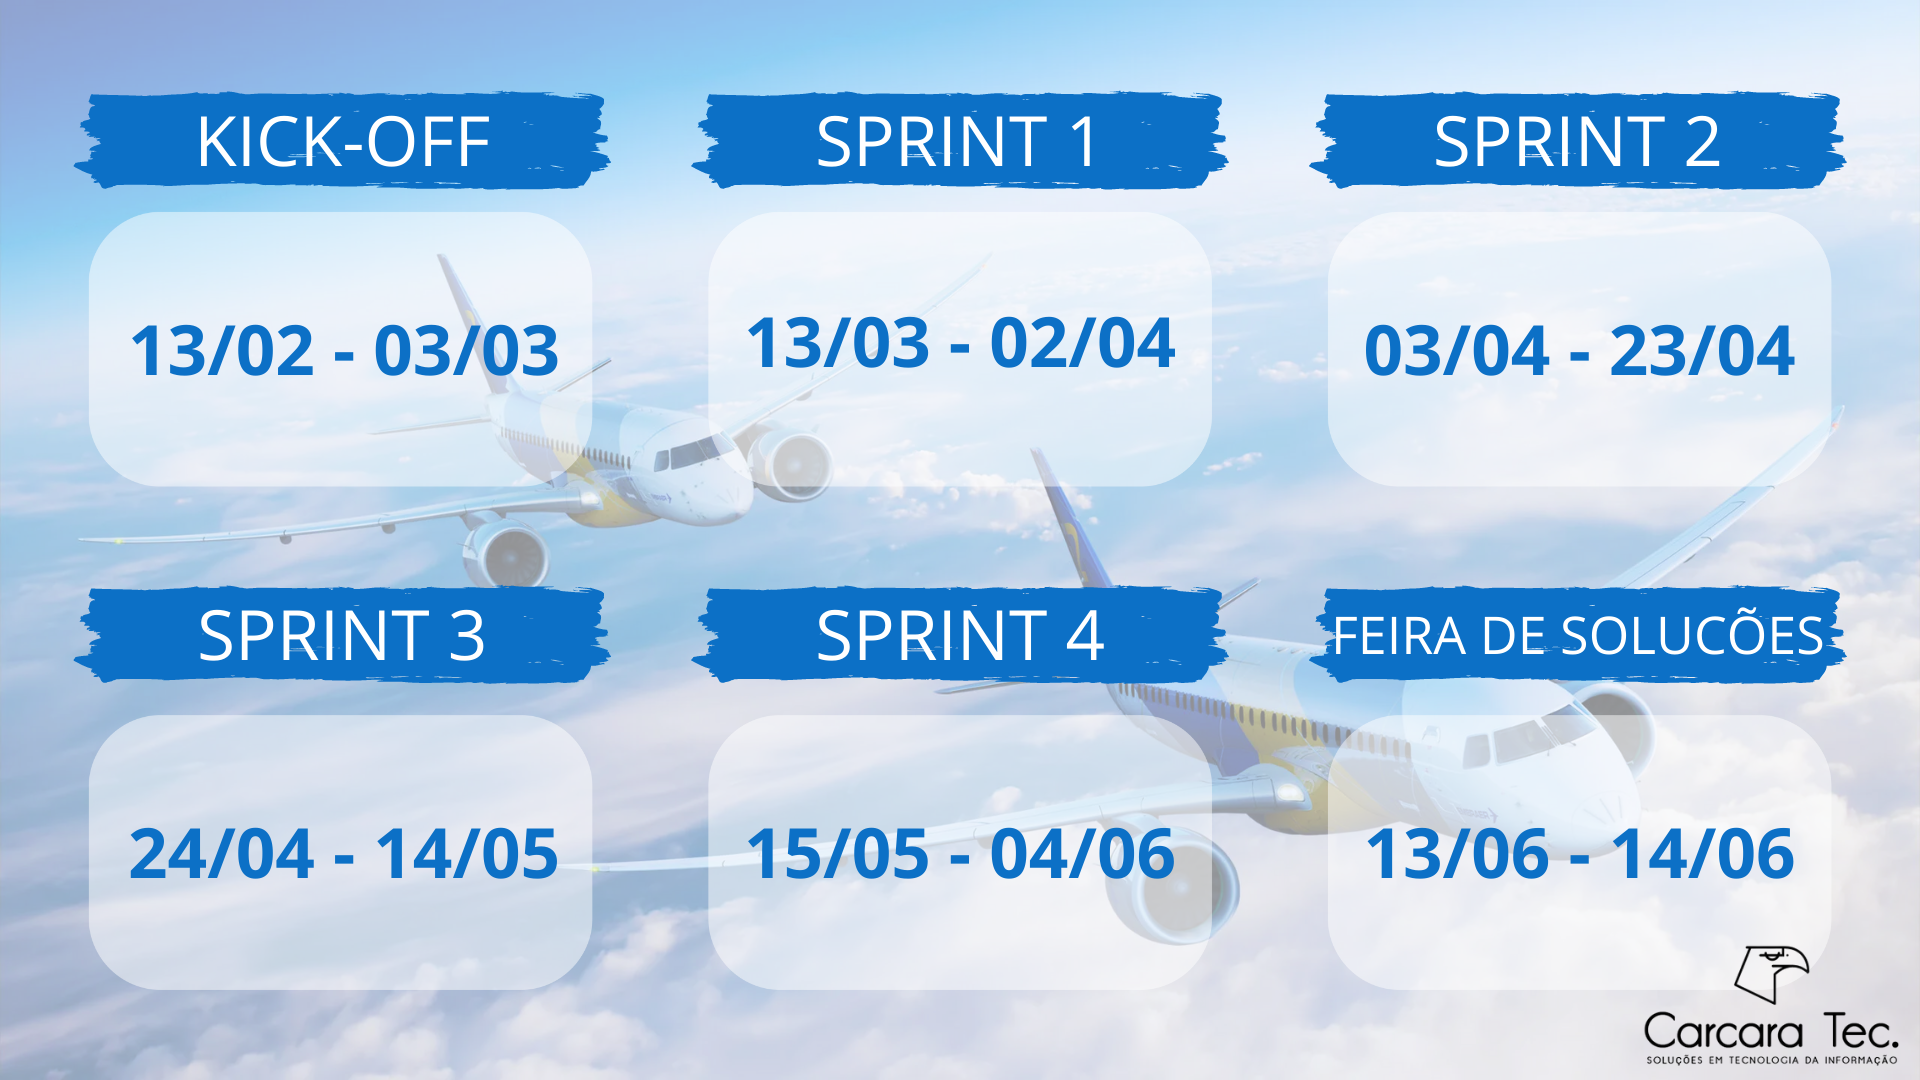 KICK-OFF
SPRINT 1
SPRINT 2
13/02 - 03/03
13/03 - 02/04
03/04 - 23/04
SPRINT 3
SPRINT 4
FEIRA DE SOLUCÕES
24/04 - 14/05
15/05 - 04/06
13/06 - 14/06
Carcara Tec.
SOLUÇÕES EM TECNOLOGIA DA INFORMAÇÃO